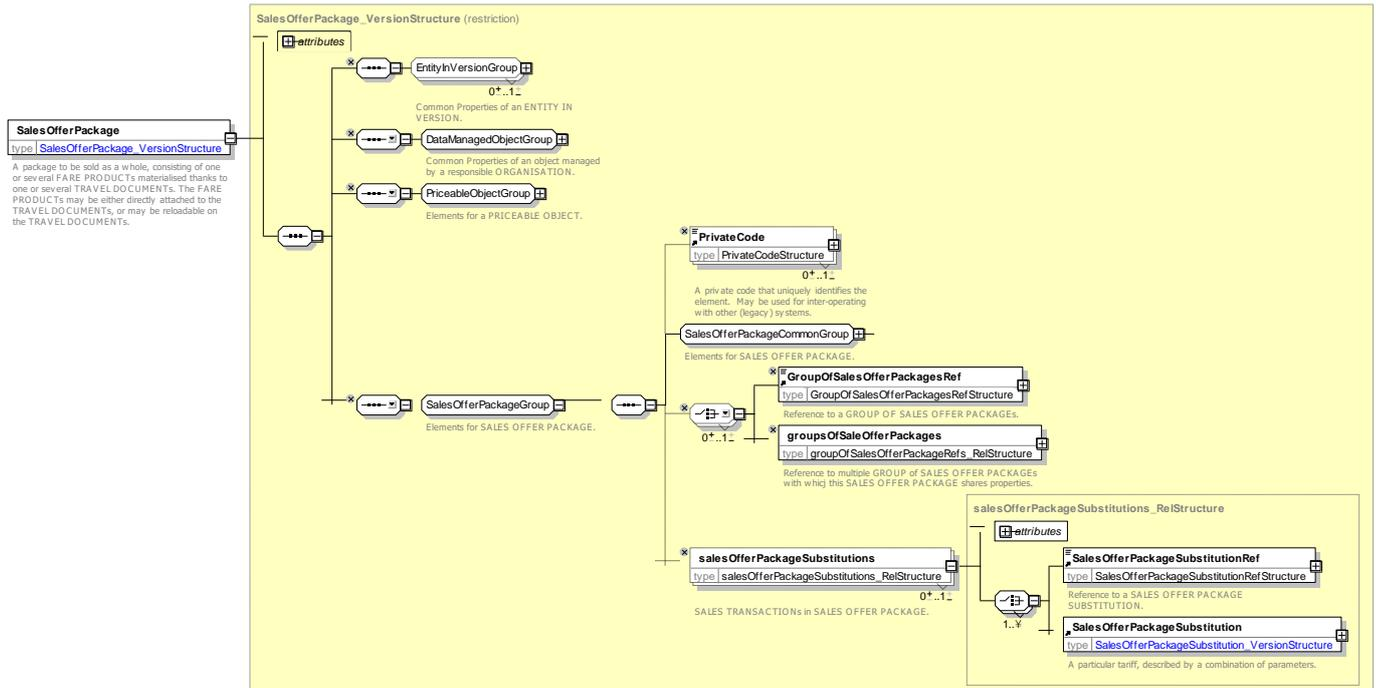 SalesOfferPackage_VersionStructure (restriction)
attributes
EntityInVersionGroup
0..1
Common Properties of an ENTITY IN
VERSION.
SalesOfferPackage
type SalesOfferPackage_VersionStructure
A package to be sold as a whole, consisting of one
or several FARE PRODUCTs materialised thanks to
one or several TRAVEL DOCUMENTs. The FARE
PRODUCTs may be either directly attached to the
TRAVEL DOCUMENTs, or may be reloadable on
the TRAVEL DOCUMENTs.
DataManagedObjectGroup
Common Properties of an object managed
by a responsible ORGANISATION.
PriceableObjectGroup
Elements for a PRICEABLE OBJECT.
PrivateCode
type PrivateCodeStructure
0..1
A private code that uniquely identifies the
element. May be used for inter-operating
with other (legacy) systems.
SalesOfferPackageCommonGroup
Elements for SALES OFFER PACKAGE.
SalesOfferPackageGroup
Elements for SALES OFFER PACKAGE.
GroupOfSalesOfferPackagesRef
type GroupOfSalesOfferPackagesRefStructure
Reference to a GROUP OF SALES OFFER PACKAGEs.
0..1
groupsOfSaleOfferPackages
type groupOfSalesOfferPackageRefs_RelStructure
Reference to multiple GROUP of SALES OFFER PACKAGEs
with whicj this SALES OFFER PACKAGE shares properties.
salesOfferPackageSubstitutions_RelStructure
attributes
salesOfferPackageSubstitutions
type salesOfferPackageSubstitutions_RelStructure
0..1
SALES TRANSACTIONs in SALES OFFER PACKAGE.
SalesOfferPackageSubstitutionRef
type SalesOfferPackageSubstitutionRefStructure
Reference to a SALES OFFER PACKAGE
SUBSTITUTION.
1..¥
SalesOfferPackageSubstitution
type SalesOfferPackageSubstitution_VersionStructure
A particular tariff, described by a combination of parameters.